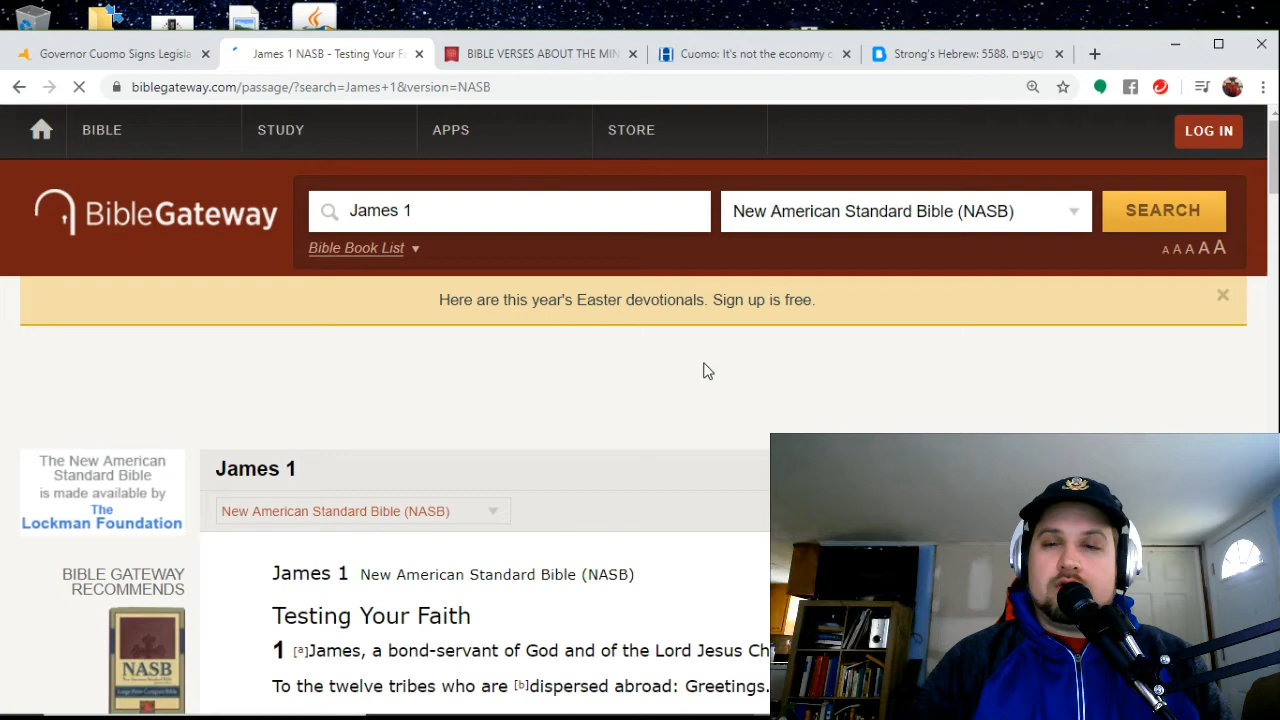 Governor Cuomo Signs Legisla
James 1 NASB - Testing Your Fa
BIBLE VERSES ABOUT THE MIN
Cuomo: It's not the economy o
Strong's Hebrew: 5588. סעפים
biblegateway.com/passage/?search=James+1&version=NASB
BIBLE
STUDY
APPS
STORE
LOG IN
BibleGateway
James 1
New American Standard Bible (NASB)
SEARCH
Bible Book List
A A A A A
Here are this year's Easter devotionals. Sign up is free.
The New American
Standard Bible
is made available by
The
Lockman Foundation
James 1
New American Standard Bible (NASB)
BIBLE GATEWAY
RECOMMENDS
NASB
James 1 New American Standard Bible (NASB)
Testing Your Faith
1 [a]James, a bond-servant of God and of the Lord Jesus Ch
To the twelve tribes who are [b]dispersed abroad: Greetings.